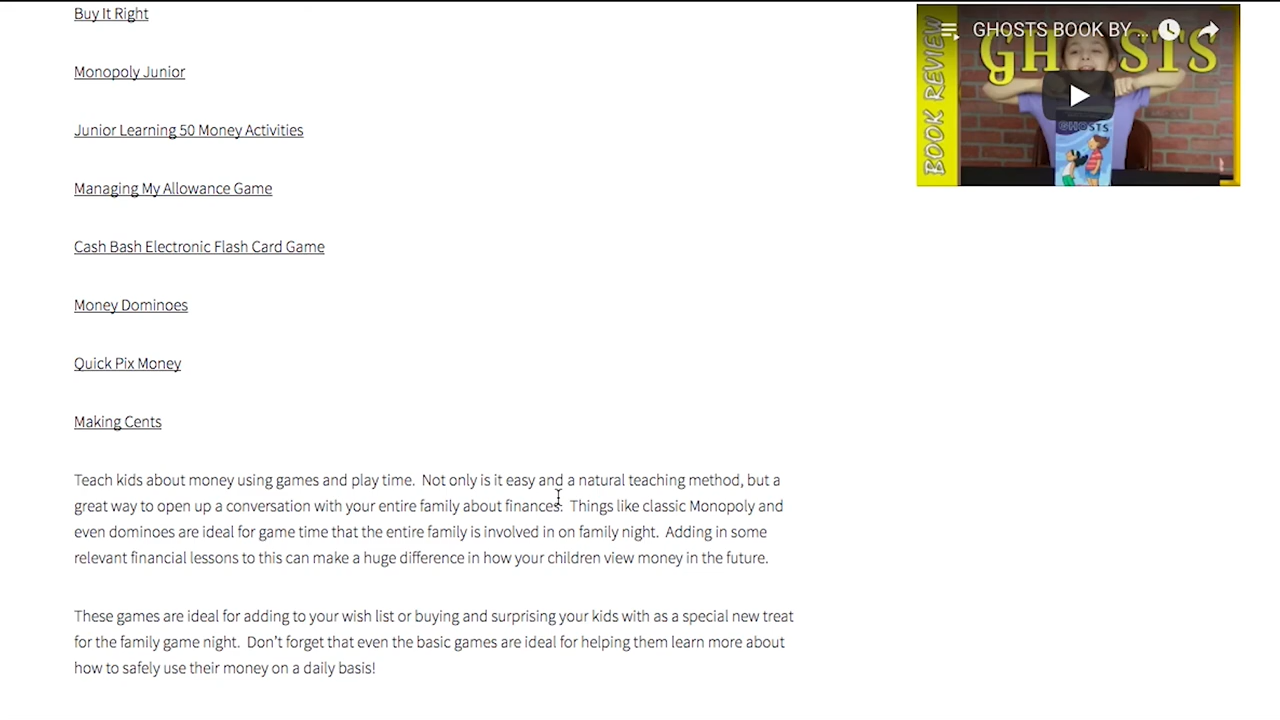 Buy It Right
Monopoly Junior
Junior Learning 50 Money Activities
Managing My Allowance Game
Cash Bash Electronic Flash Card Game
Money Dominoes
Quick Pix Money
Making Cents
Teach kids about money using games and play time.  Not only is it easy and a natural teaching method, but a
great way to open up a conversation with your entire family about finances.  Things like classic Monopoly and
even dominoes are ideal for game time that the entire family is involved in on family night.  Adding in some
relevant financial lessons to this can make a huge difference in how your children view money in the future.
These games are ideal for adding to your wish list or buying and surprising your kids with as a special new treat
for the family game night.  Don't forget that even the basic games are ideal for helping them learn more about
how to safely use their money on a daily basis!
GHOSTS BOOK BY ...
GHOSTS
BOOK REVIEW
GHOSTS